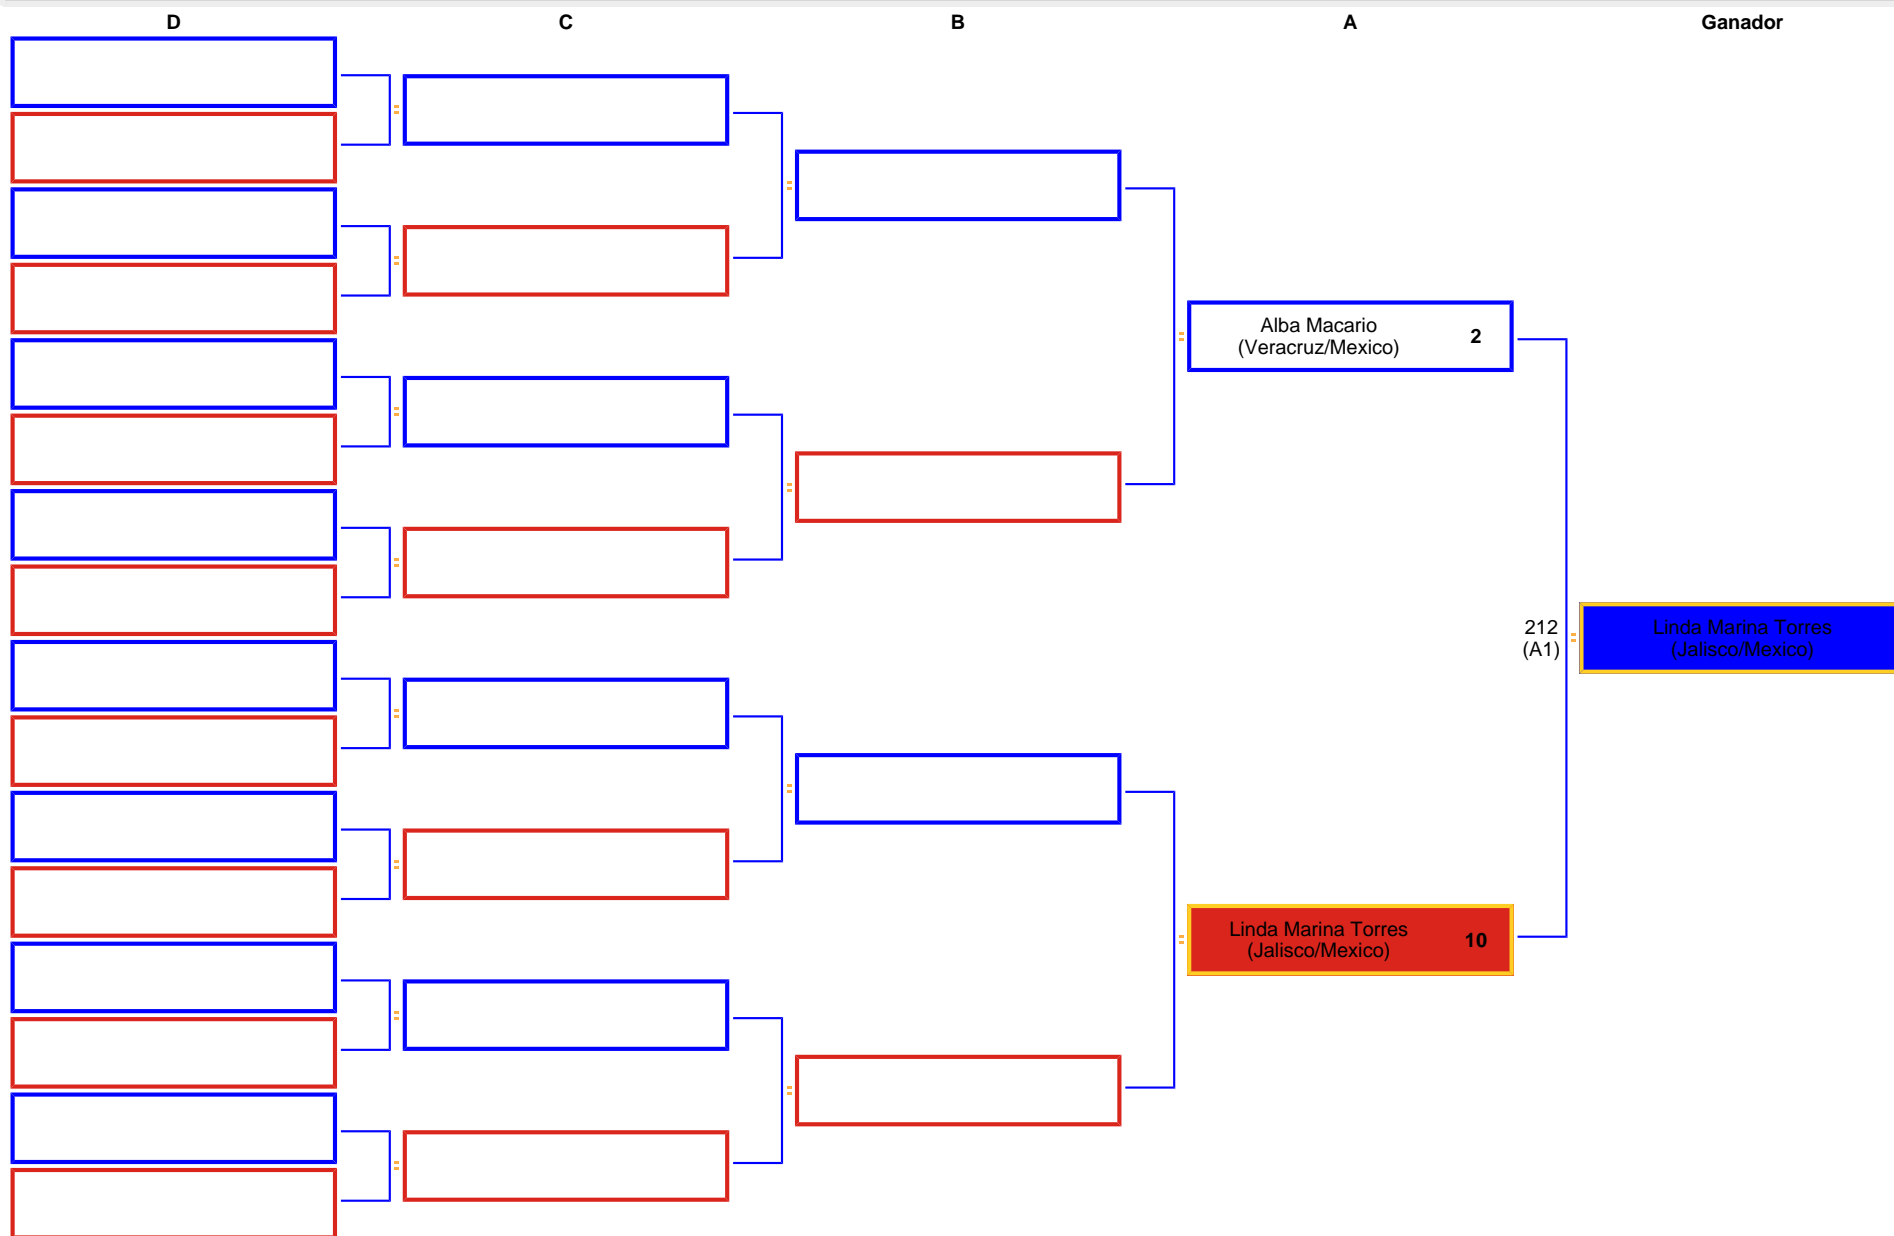 D C B A Ganador
Alba Macario
(Veracruz/Mexico) 2
212
(A1)
Linda Marina Torres
(Jalisco/Mexico)
Linda Marina Torres
(Jalisco/Mexico) 10